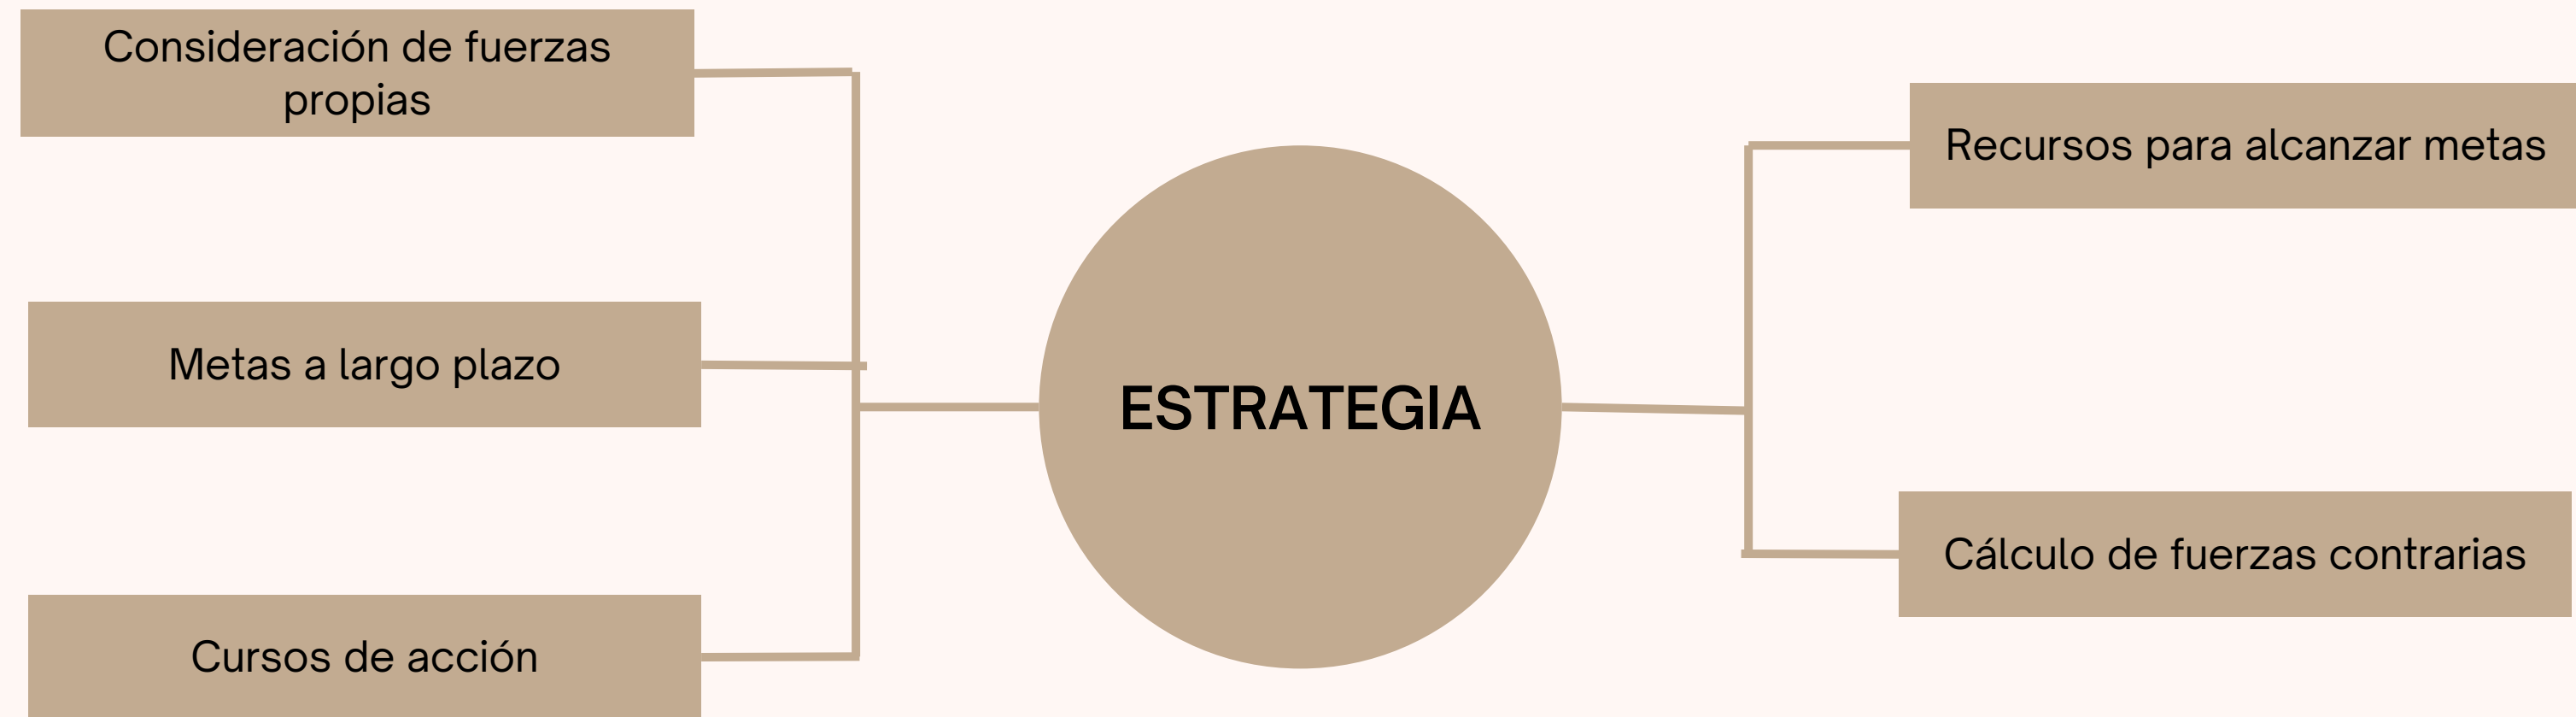 Consideración de fuerzas
propias
Metas a largo plazo
Cursos de acción
ESTRATEGIA
Recursos para alcanzar metas
Cálculo de fuerzas contrarias